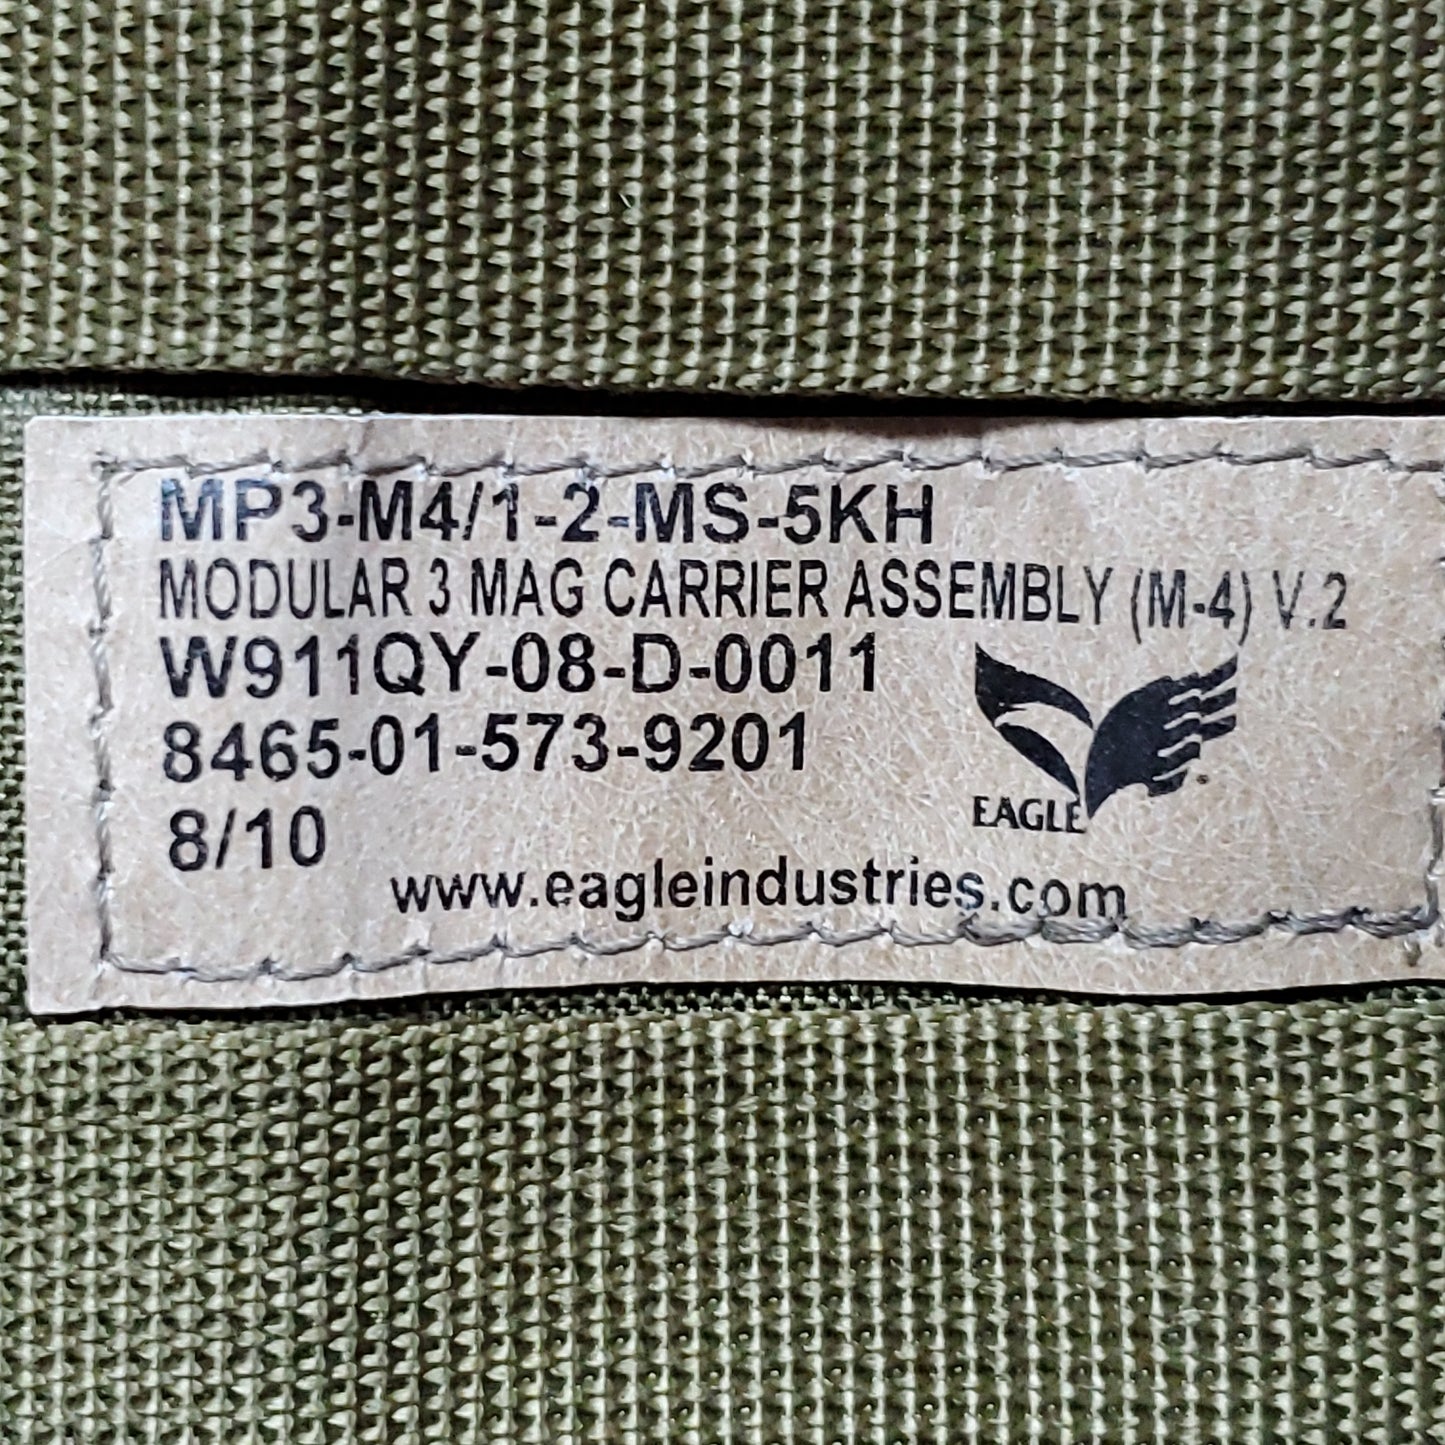 MP3-M4/1-2-MS-5KH
MODULAR 3 MAG CARRIER ASSEMBLY (M-4) V.2
W911QY-08-D-0011
8465-01-573-9201
8/10
EAGLE
www.eagleindustries.com